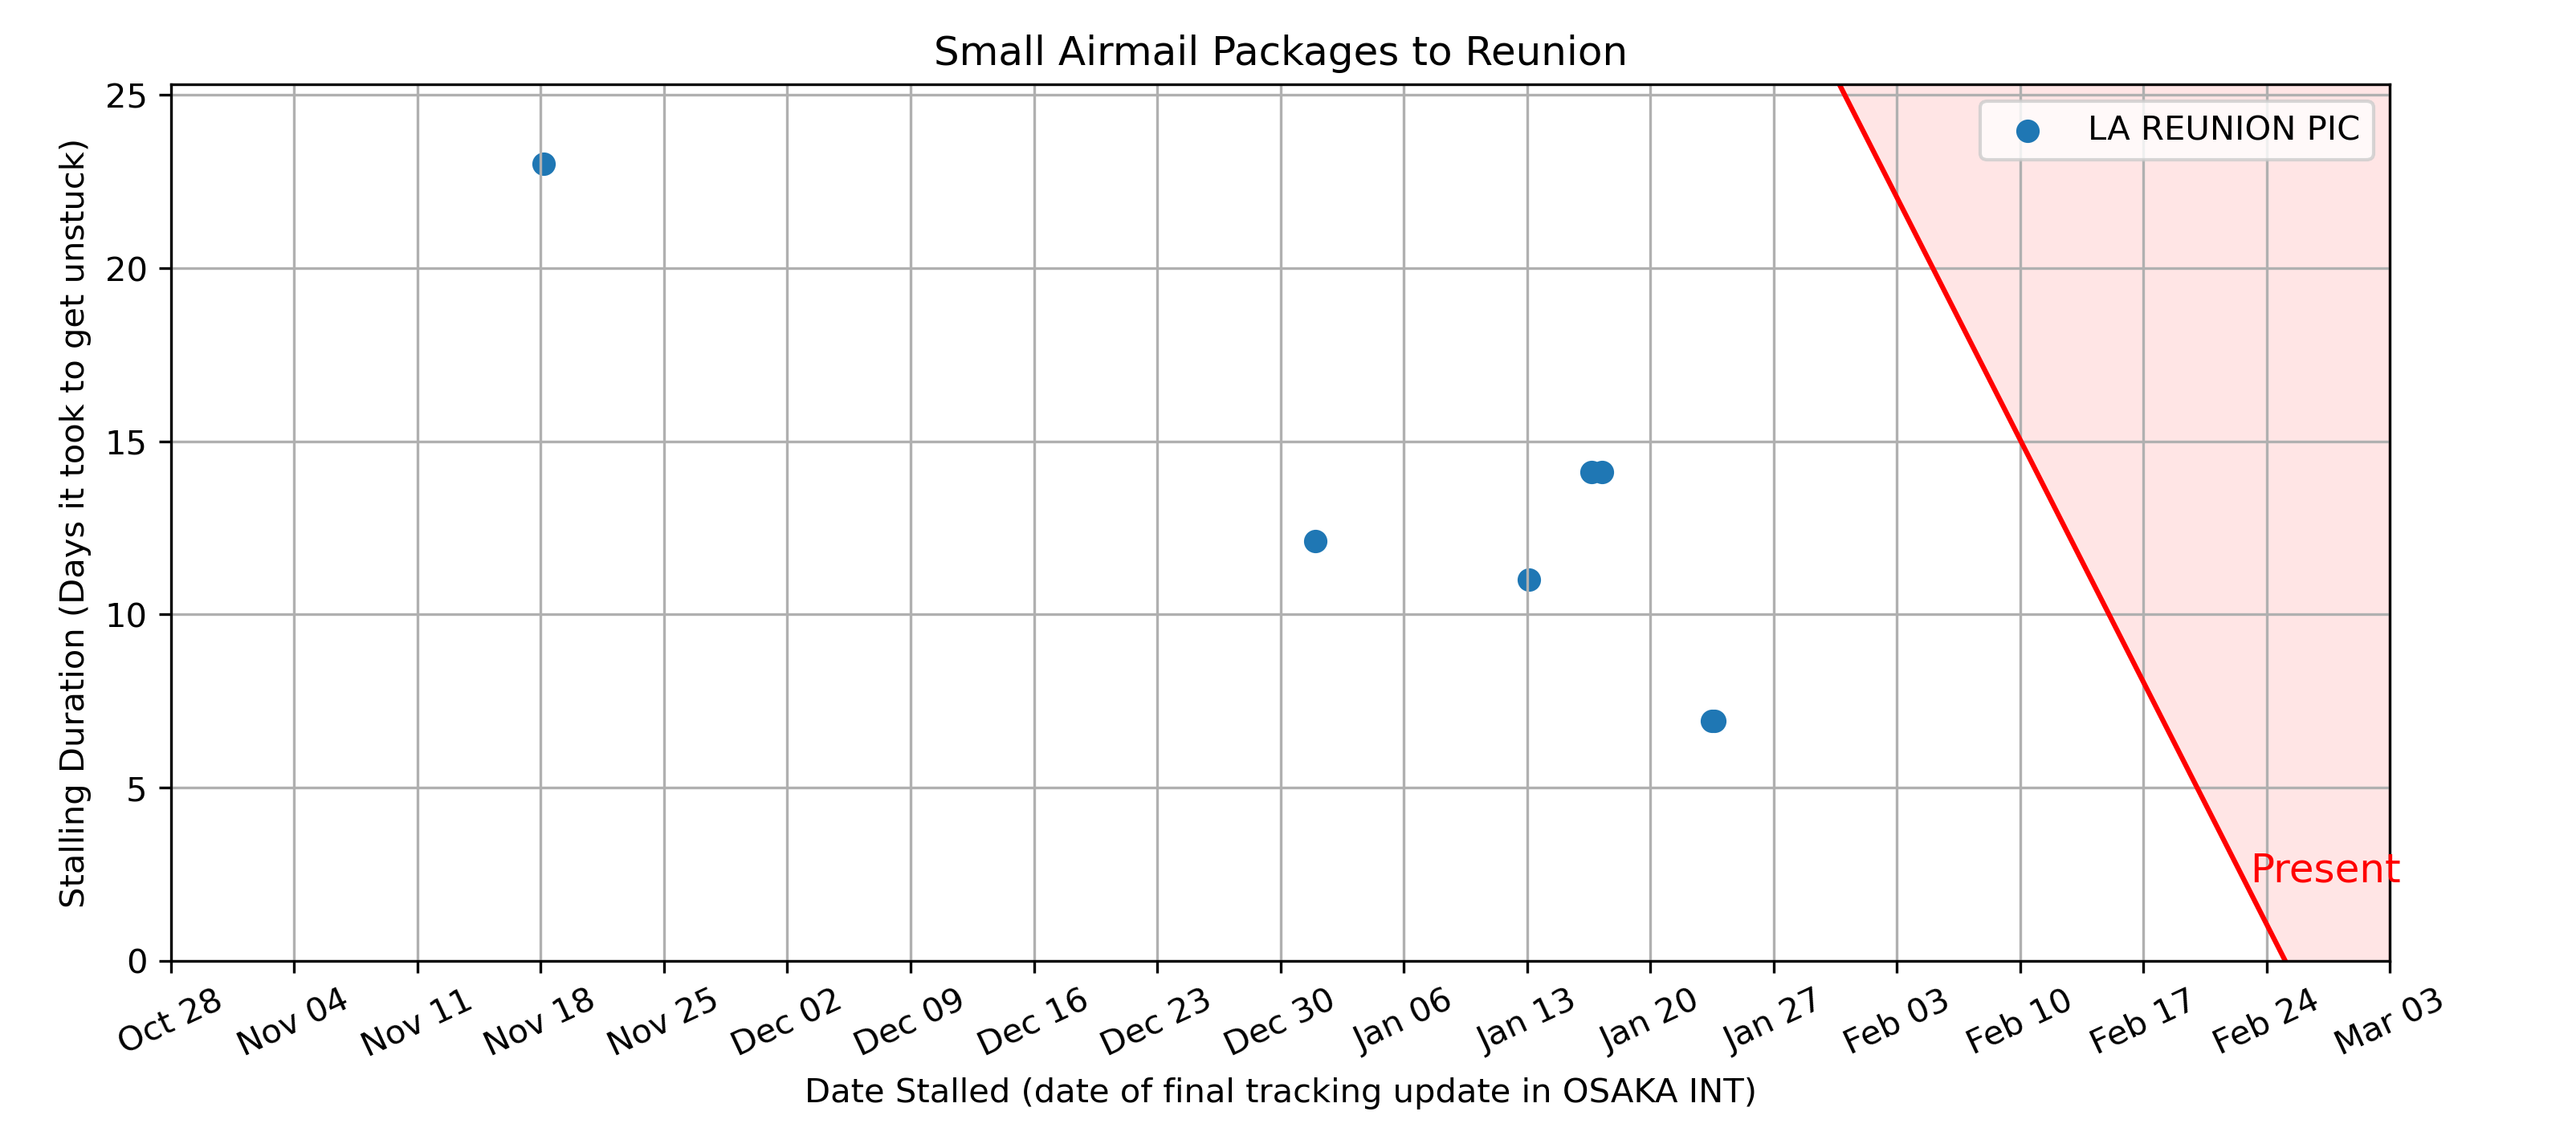 Small Airmail Packages to Reunion
LA REUNION PIC
Stalling Duration (Days it took to get unstuck)
25
20
15
10
5
0
Present
Oct 28
Nov 04
Nov 11
Nov 18
Nov 25
Dec 02
Dec 09
Dec 16
Dec 23
Dec 30
Jan 06
Jan 13
Jan 20
Jan 27
Feb 03
Feb 10
Feb 17
Feb 24
Mar 03
Date Stalled (date of final tracking update in OSAKA INT)